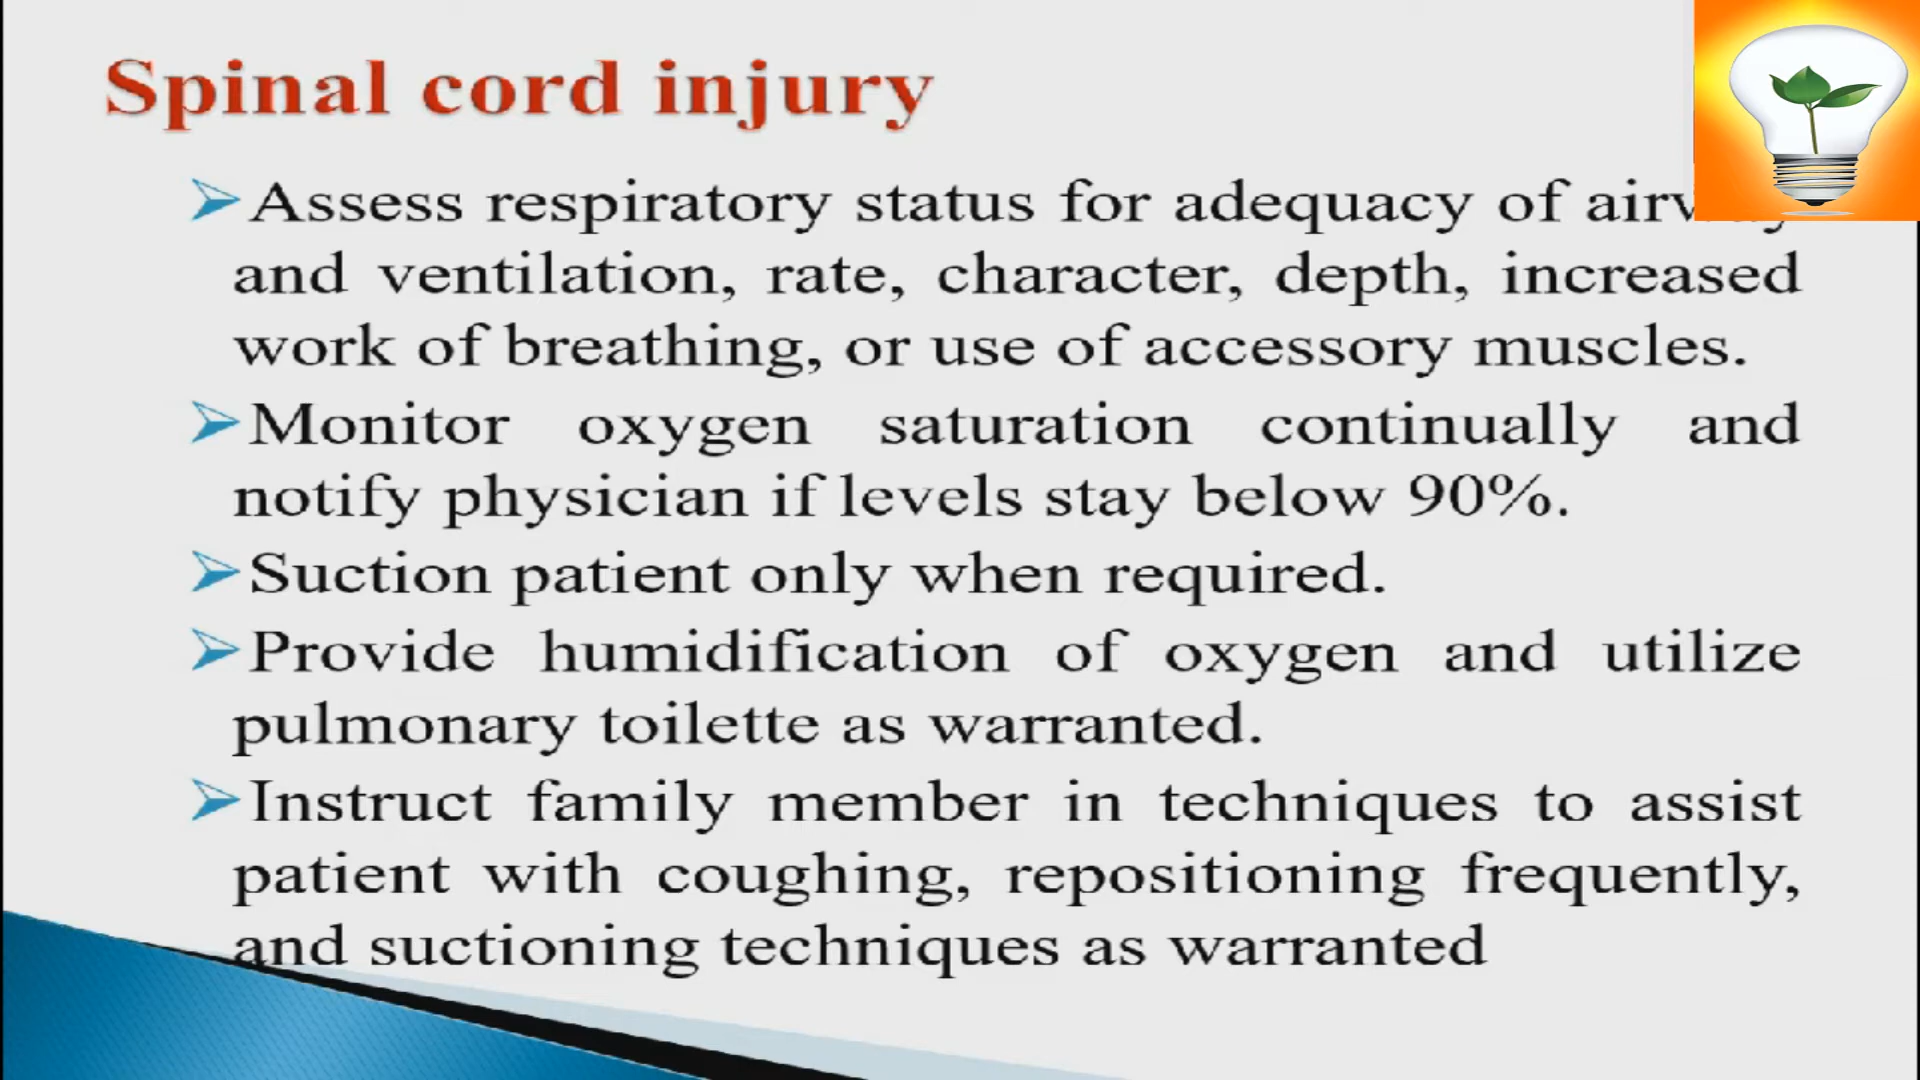 Spinal cord injury
Assess respiratory status for adequacy of airway
and ventilation, rate, character, depth, increased
work of breathing, or use of accessory muscles.
Monitor oxygen saturation continually and
notify physician if levels stay below 90%.
Suction patient only when required.
Provide humidification of oxygen and utilize
pulmonary toilette as warranted.
Instruct family member in techniques to assist
patient with coughing, repositioning frequently,
and suctioning techniques as warranted